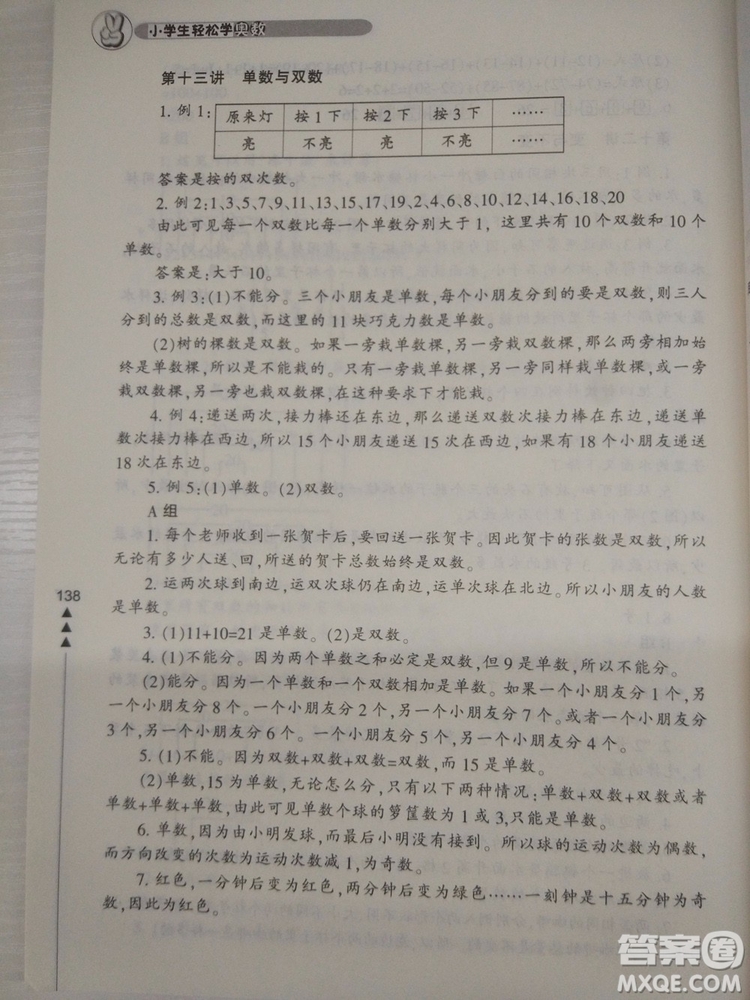 小学生轻松学奥数
第十三讲 单数与双数
1. 例 1:
原来灯 按 1 下 按 2 下 按 3 下 ……
亮 不亮 亮 不亮 ……
答案是按的双次数。
2. 例 2:1、3、5、7、9、11、13、15、17、19、2、4、6、8、10、12、14、16、18、20
由此可见每一个双数比每一个单数分别大于 1，这里共有 10 个双数和 10 个
单数。
答案是:大于 10。
3. 例 3:(1)不能分。三个小朋友是单数,每个小朋友分到的要是双数,则三人
分到的总数是双数,而这里的 11 块巧克力数是单数。
(2)树的棵数是双数。如果一旁栽单数棵，另一旁栽双数棵，那么两旁相加始
终是单数棵,所以是不能栽的。只有一旁栽单数棵,另一旁同样栽单数棵,或一旁
栽双数棵,另一旁也栽双数棵,在这种要求下才能栽。
4. 例 4:递送两次,接力棒还在东边,那么递送双数次接力棒在东边,递送单
数次接力棒在西边,所以 15 个小朋友递送 15 次在西边,如果有 18 个小朋友递送
18 次在东边。
5. 例 5:(1)单数。(2)双数。
A 组
1. 每个老师收到一张贺卡后,要回送一张贺卡。因此贺卡的张数是双数,所以
无论有多少人送、回,所送的贺卡总数始终是双数。
2. 运两次球到南边,运双次球仍在南边,运单次球在北边。所以小朋友的人数
是单数。
3. (1)11+10=21 是单数。(2)是双数。
4. (1)不能分。因为两个单数之和必定是双数,但 9 是单数,所以不能分。
(2)能分。因为一个单数和一个双数相加是单数。如果一个小朋友分 1 个,另
一个小朋友分 8 个。一个小朋友分 2 个,另一个小朋友分 7 个。或者一个小朋友分
3 个,另一个小朋友分 6 个。一个小朋友分 5 个,另一个小朋友分 4 个。
5. (1)不能。因为双数+双数+双数=双数,而 15 是单数。
(2)单数,15 为单数,无论怎么分,只有以下两种情况:单数+双数+双数或者
单数+单数+单数,由此可见单数个球的箩筐数为 1 或 3,只能是单数。
6. 单数,因为由小明发球,而最后小明没有接到。所以球的运动次数为偶数,
而方向改变的次数为运动次数减 1,为奇数。
7. 红色,一分钟后变为红色,两分钟后变为绿色……一刻钟是十五分钟为奇
数,因此为红色。
138
答案圈
MXQE.COM